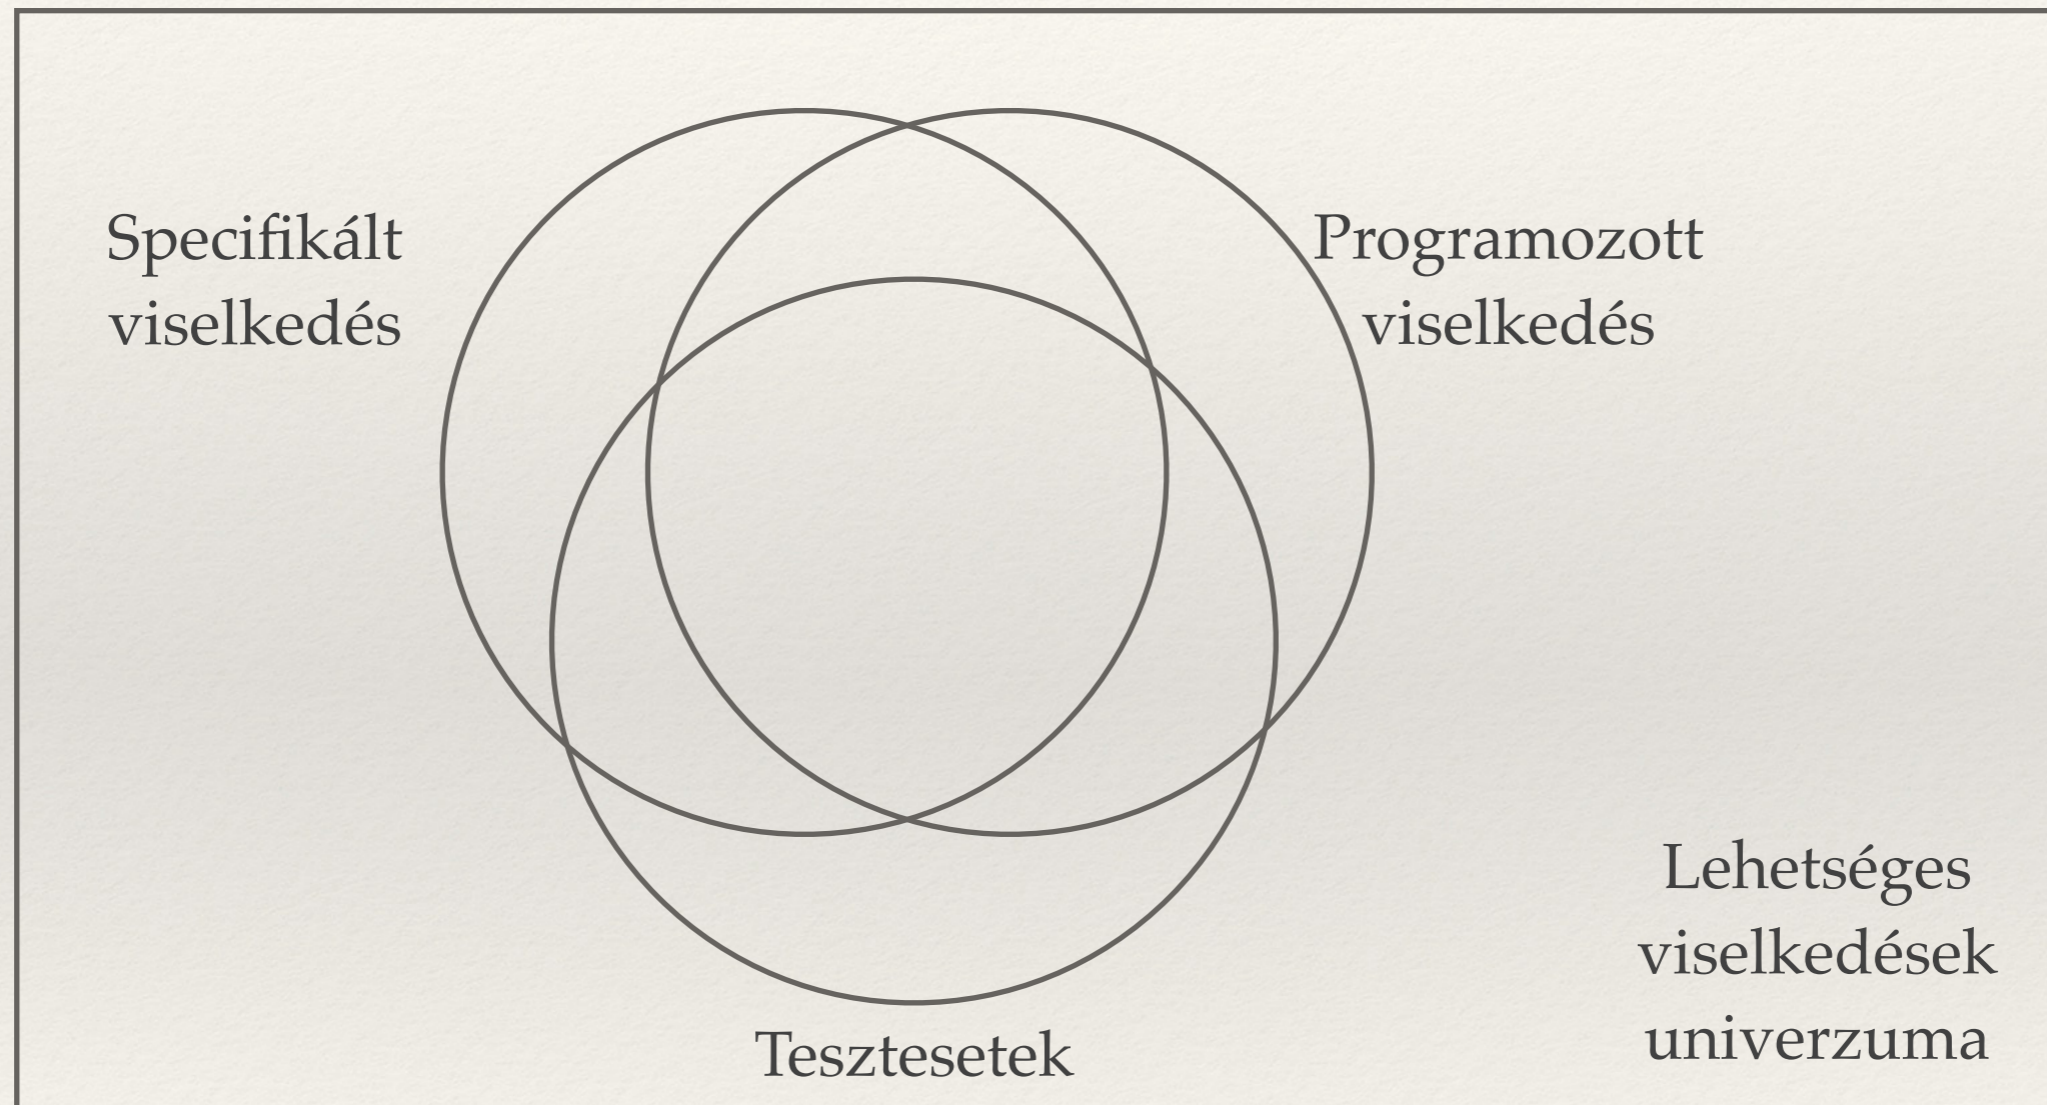 Specifikált
viselkedés
Programozott
viselkedés
Lehetséges
viselkedések
univerzuma
Tesztesetek